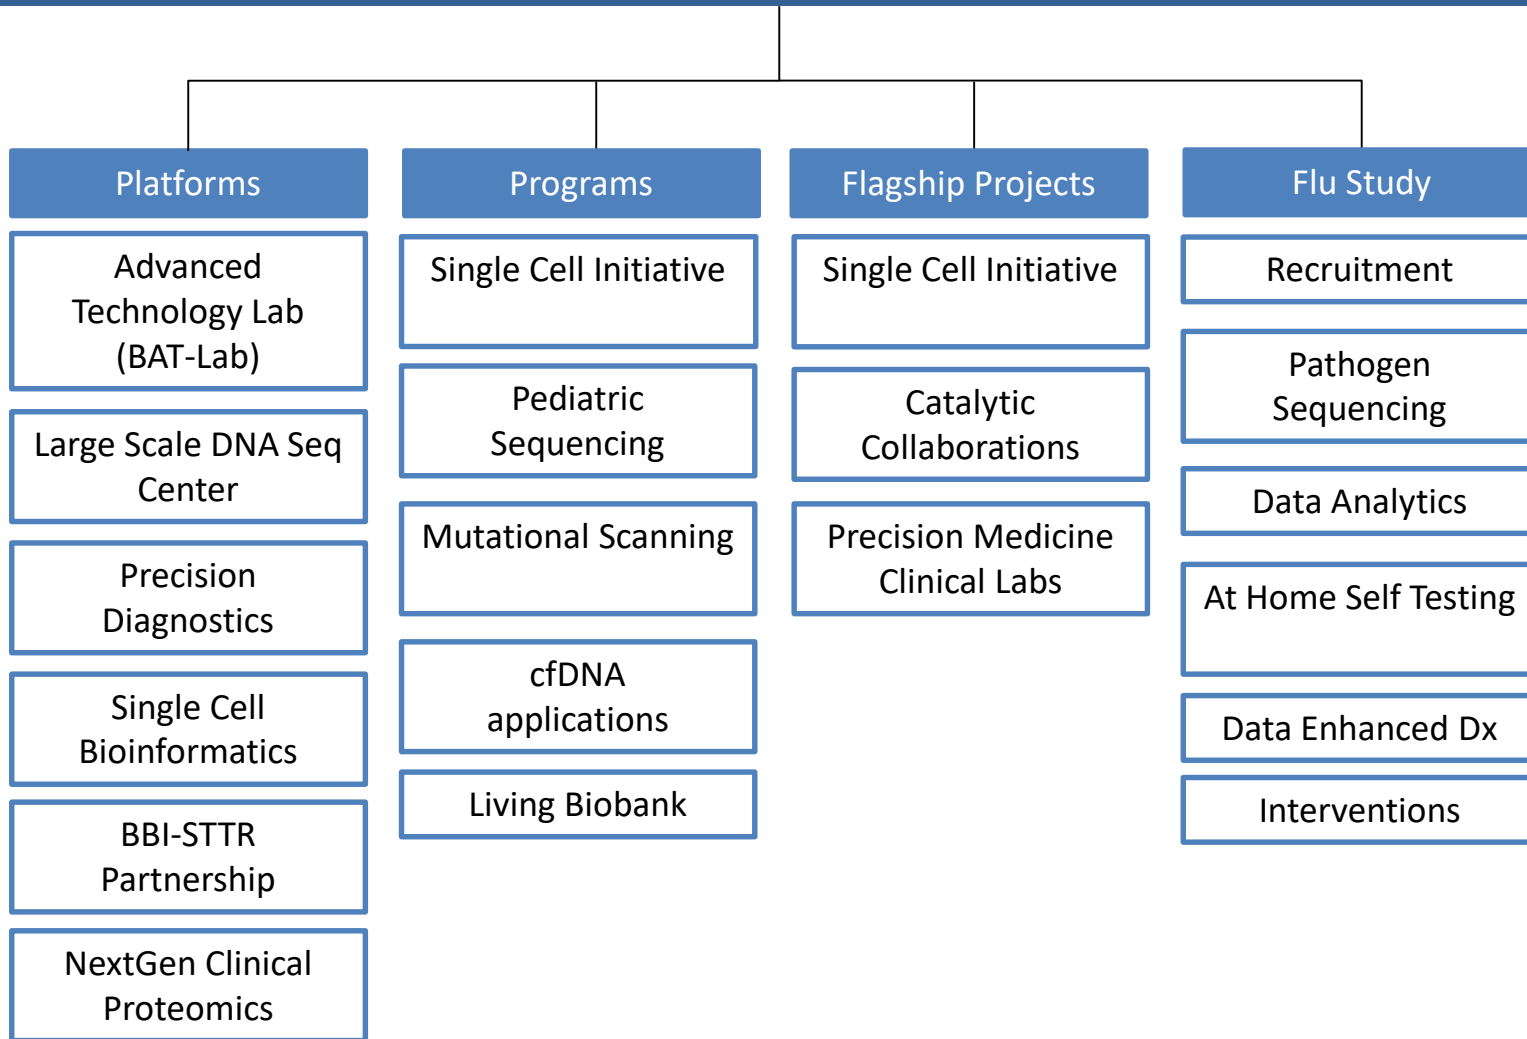 Platforms
Advanced
Technology Lab
(BAT-Lab)
Large Scale DNA Seq
Center
Precision
Diagnostics
Single Cell
Bioinformatics
BBI-STTR
Partnership
NextGen Clinical
Proteomics
Programs
Single Cell Initiative
Pediatric
Sequencing
Mutational Scanning
cfDNA
applications
Living Biobank
Flagship Projects
Single Cell Initiative
Catalytic
Collaborations
Precision Medicine
Clinical Labs
Flu Study
Recruitment
Pathogen
Sequencing
Data Analytics
At Home Self Testing
Data Enhanced Dx
Interventions